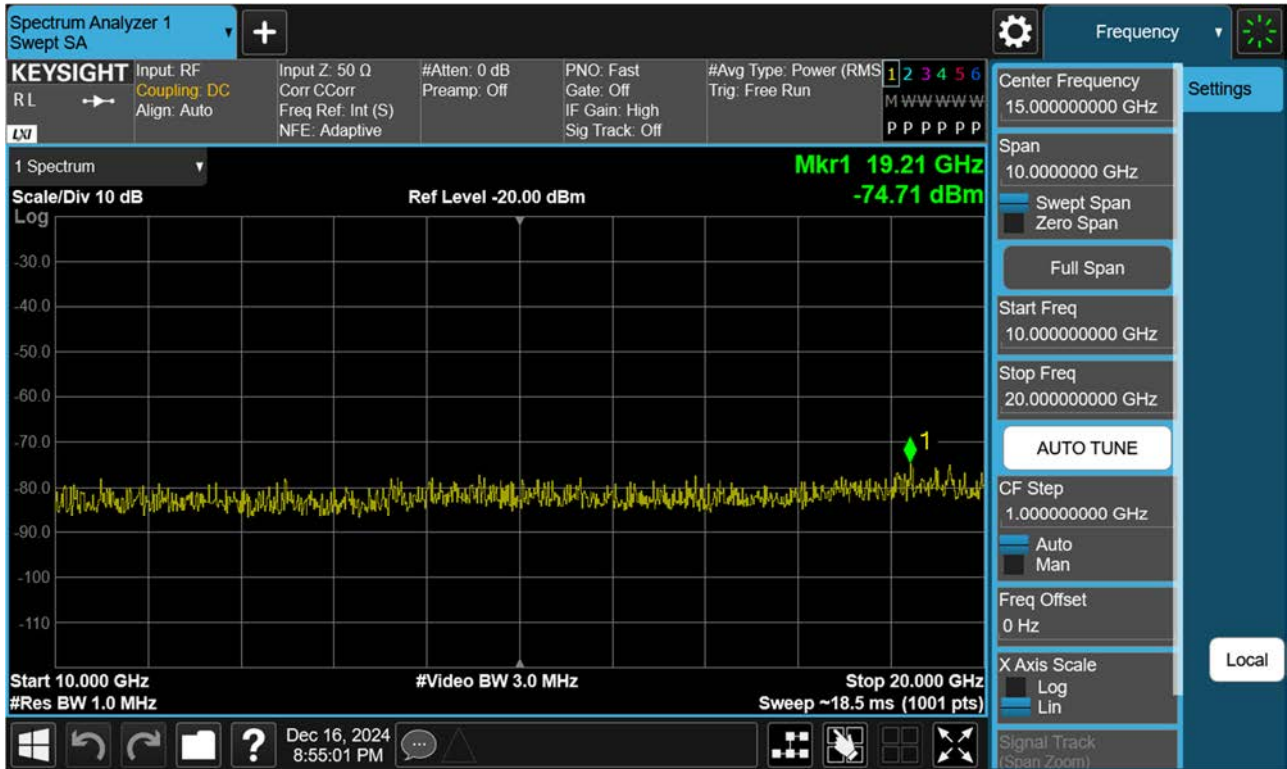 Spectrum Analyzer 1
Swept SA
+
Frequency
KEYSIGHT
RL
LXI
Input: RF
Coupling: DC
Align: Auto
Input Z: 50 Ω
Corr CCorr
Freq Ref: Int (S)
NFE: Adaptive
#Atten: 0 dB
Preamp: Off
PNO: Fast
Gate: Off
IF Gain: High
Sig Track: Off
#Avg Type: Power (RMS
Trig: Free Run
1 2 3 4 5 6
M W W W W W
P P P P P P
1 Spectrum
Mkr1 19.21 GHz
-74.71 dBm
Scale/Div 10 dB
Ref Level -20.00 dBm
Log
-30.0
-40.0
-50.0
-60.0
-70.0
-80.0
-90.0
-100
-110
1
Start 10.000 GHz
#Res BW 1.0 MHz
#Video BW 3.0 MHz
Stop 20.000 GHz
Sweep ~18.5 ms (1001 pts)
Center Frequency
15.000000000 GHz
Settings
Span
10.0000000 GHz
Swept Span
Zero Span
Full Span
Start Freq
10.000000000 GHz
Stop Freq
20.000000000 GHz
AUTO TUNE
CF Step
1.000000000 GHz
Auto
Man
Freq Offset
0 Hz
X Axis Scale
Log
Lin
Local
Signal Track
(Span Zoom)
?
Dec 16, 2024
8:55:01 PM